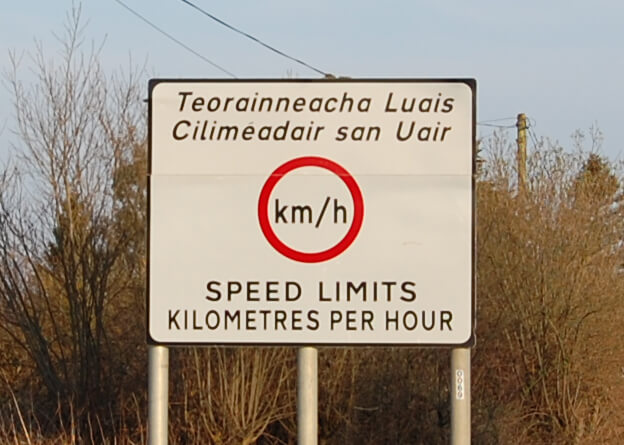 Teorainneacha Luais
Ciliméadair san Uair
km/h
SPEED LIMITS
KILOMETRES PER HOUR